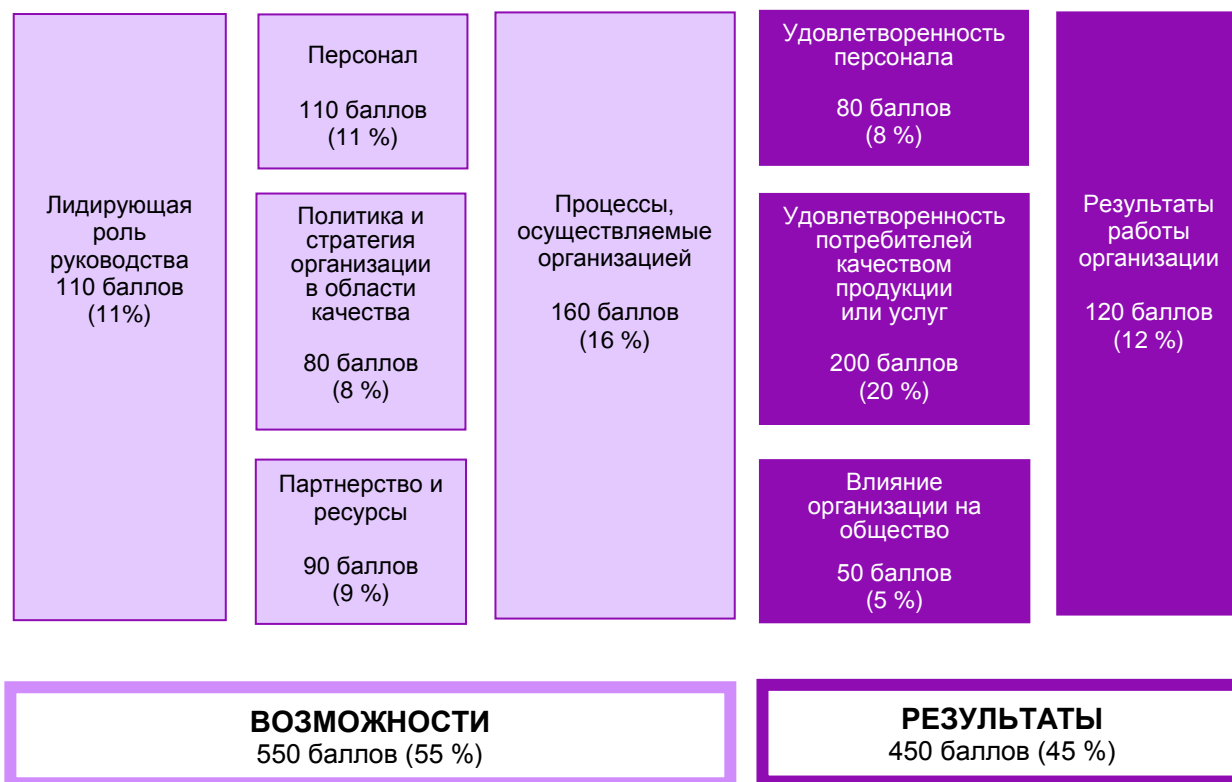 Лидирующая
роль
руководства
110 баллов
(11%)
Персонал
110 баллов
(11 %)
Политика и
стратегия
организации
в области
качества
80 баллов
(8 %)
Партнерство и
ресурсы
90 баллов
(9 %)
Процессы,
осуществляемые
организацией
160 баллов
(16 %)
Удовлетворенность
персонала
80 баллов
(8 %)
Удовлетворенность
потребителей
качеством
продукции
или услуг
200 баллов
(20 %)
Влияние
организации на
общество
50 баллов
(5 %)
Результаты
работы
организации
120 баллов
(12 %)
ВОЗМОЖНОСТИ
550 баллов (55 %)
РЕЗУЛЬТАТЫ
450 баллов (45 %)